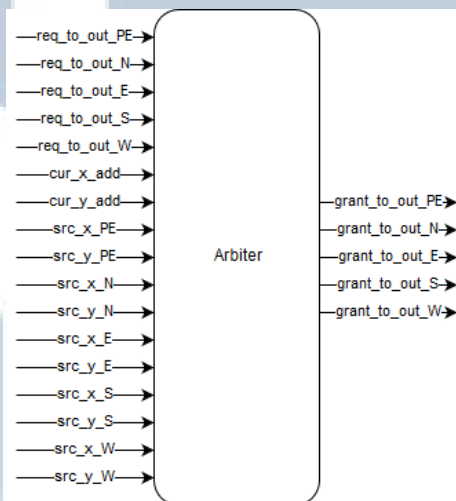 req_to_out_PE
req_to_out_N
req_to_out_E
req_to_out_S
req_to_out_W
cur_x_add
cur_y_add
src_x_PE
src_y_PE
src_x_N
src_y_N
src_x_E
src_y_E
src_x_S
src_y_S
src_x_W
src_y_W
Arbiter
grant_to_out_PE
grant_to_out_N
grant_to_out_E
grant_to_out_S
grant_to_out_W